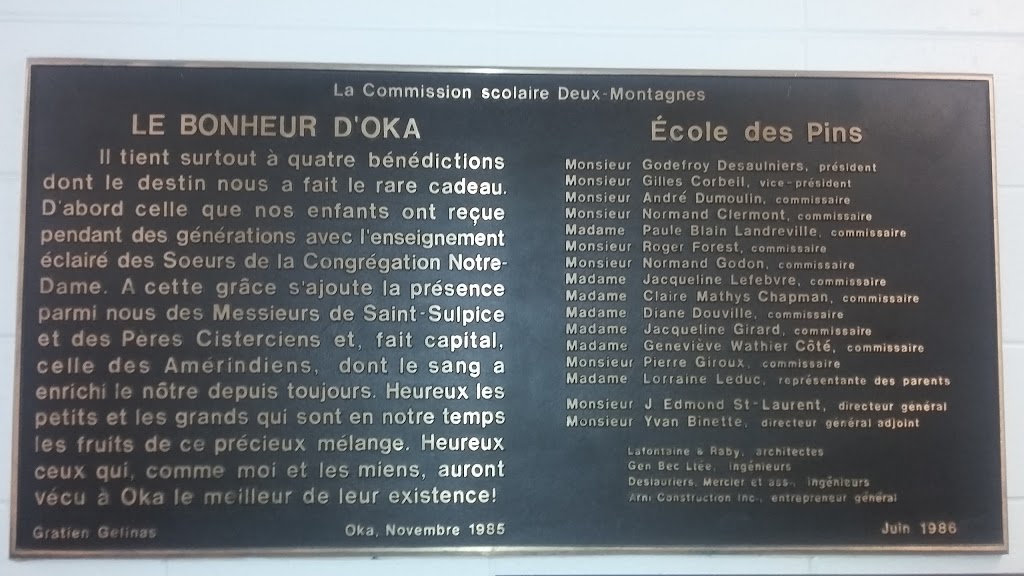 La Commission scolaire Deux-Montagnes
LE BONHEUR D'OKA
Il tient surtout à quatre bénédictions
dont le destin nous a fait le rare cadeau.
D'abord celle que nos enfants ont reçue
pendant des générations avec l'enseignement
éclairé des Soeurs de la Congrégation Notre-
Dame. A cette grâce s'ajoute la présence
parmi nous des Messieurs de Saint-Sulpice
et des Pères Cisterciens et, fait capital,
celle des Amérindiens, dont le sang a
enrichi le nôtre depuis toujours. Heureux les
petits et les grands qui sont en notre temps
les fruits de ce précieux mélange. Heureux
ceux qui, comme moi et les miens, auront
vécu à Oka le meilleur de leur existence!
Gratien Gelinas
Oka, Novembre 1985
École des Pins
Monsieur Godefroy Desaulniers, président
Monsieur Gilles Corbeil, vice-président
Monsieur André Dumoulin, commissaire
Monsieur Normand Clermont, commissaire
Madame Paule Blain Landreville, commissaire
Monsieur Roger Forest, commissaire
Monsieur Normand Godon, commissaire
Madame Jacqueline Lefebvre, commissaire
Madame Claire Mathys Chapman, commissaire
Madame Diane Douville, commissaire
Madame Jacqueline Girard, commissaire
Madame Geneviève Wathier Côté, commissaire
Monsieur Pierre Giroux, commissaire
Madame Lorraine Leduc, représentante des parents
Monsieur J. Edmond St-Laurent, directeur général
Monsieur Yvan Binette, directeur général adjoint
Lafontaine & Raby, architectes
Gen Bec Ltée, ingénieurs
Deslauriers, Mercier et ass., ingénieurs
Arni Construction Inc., entrepreneur général
Juin 1986